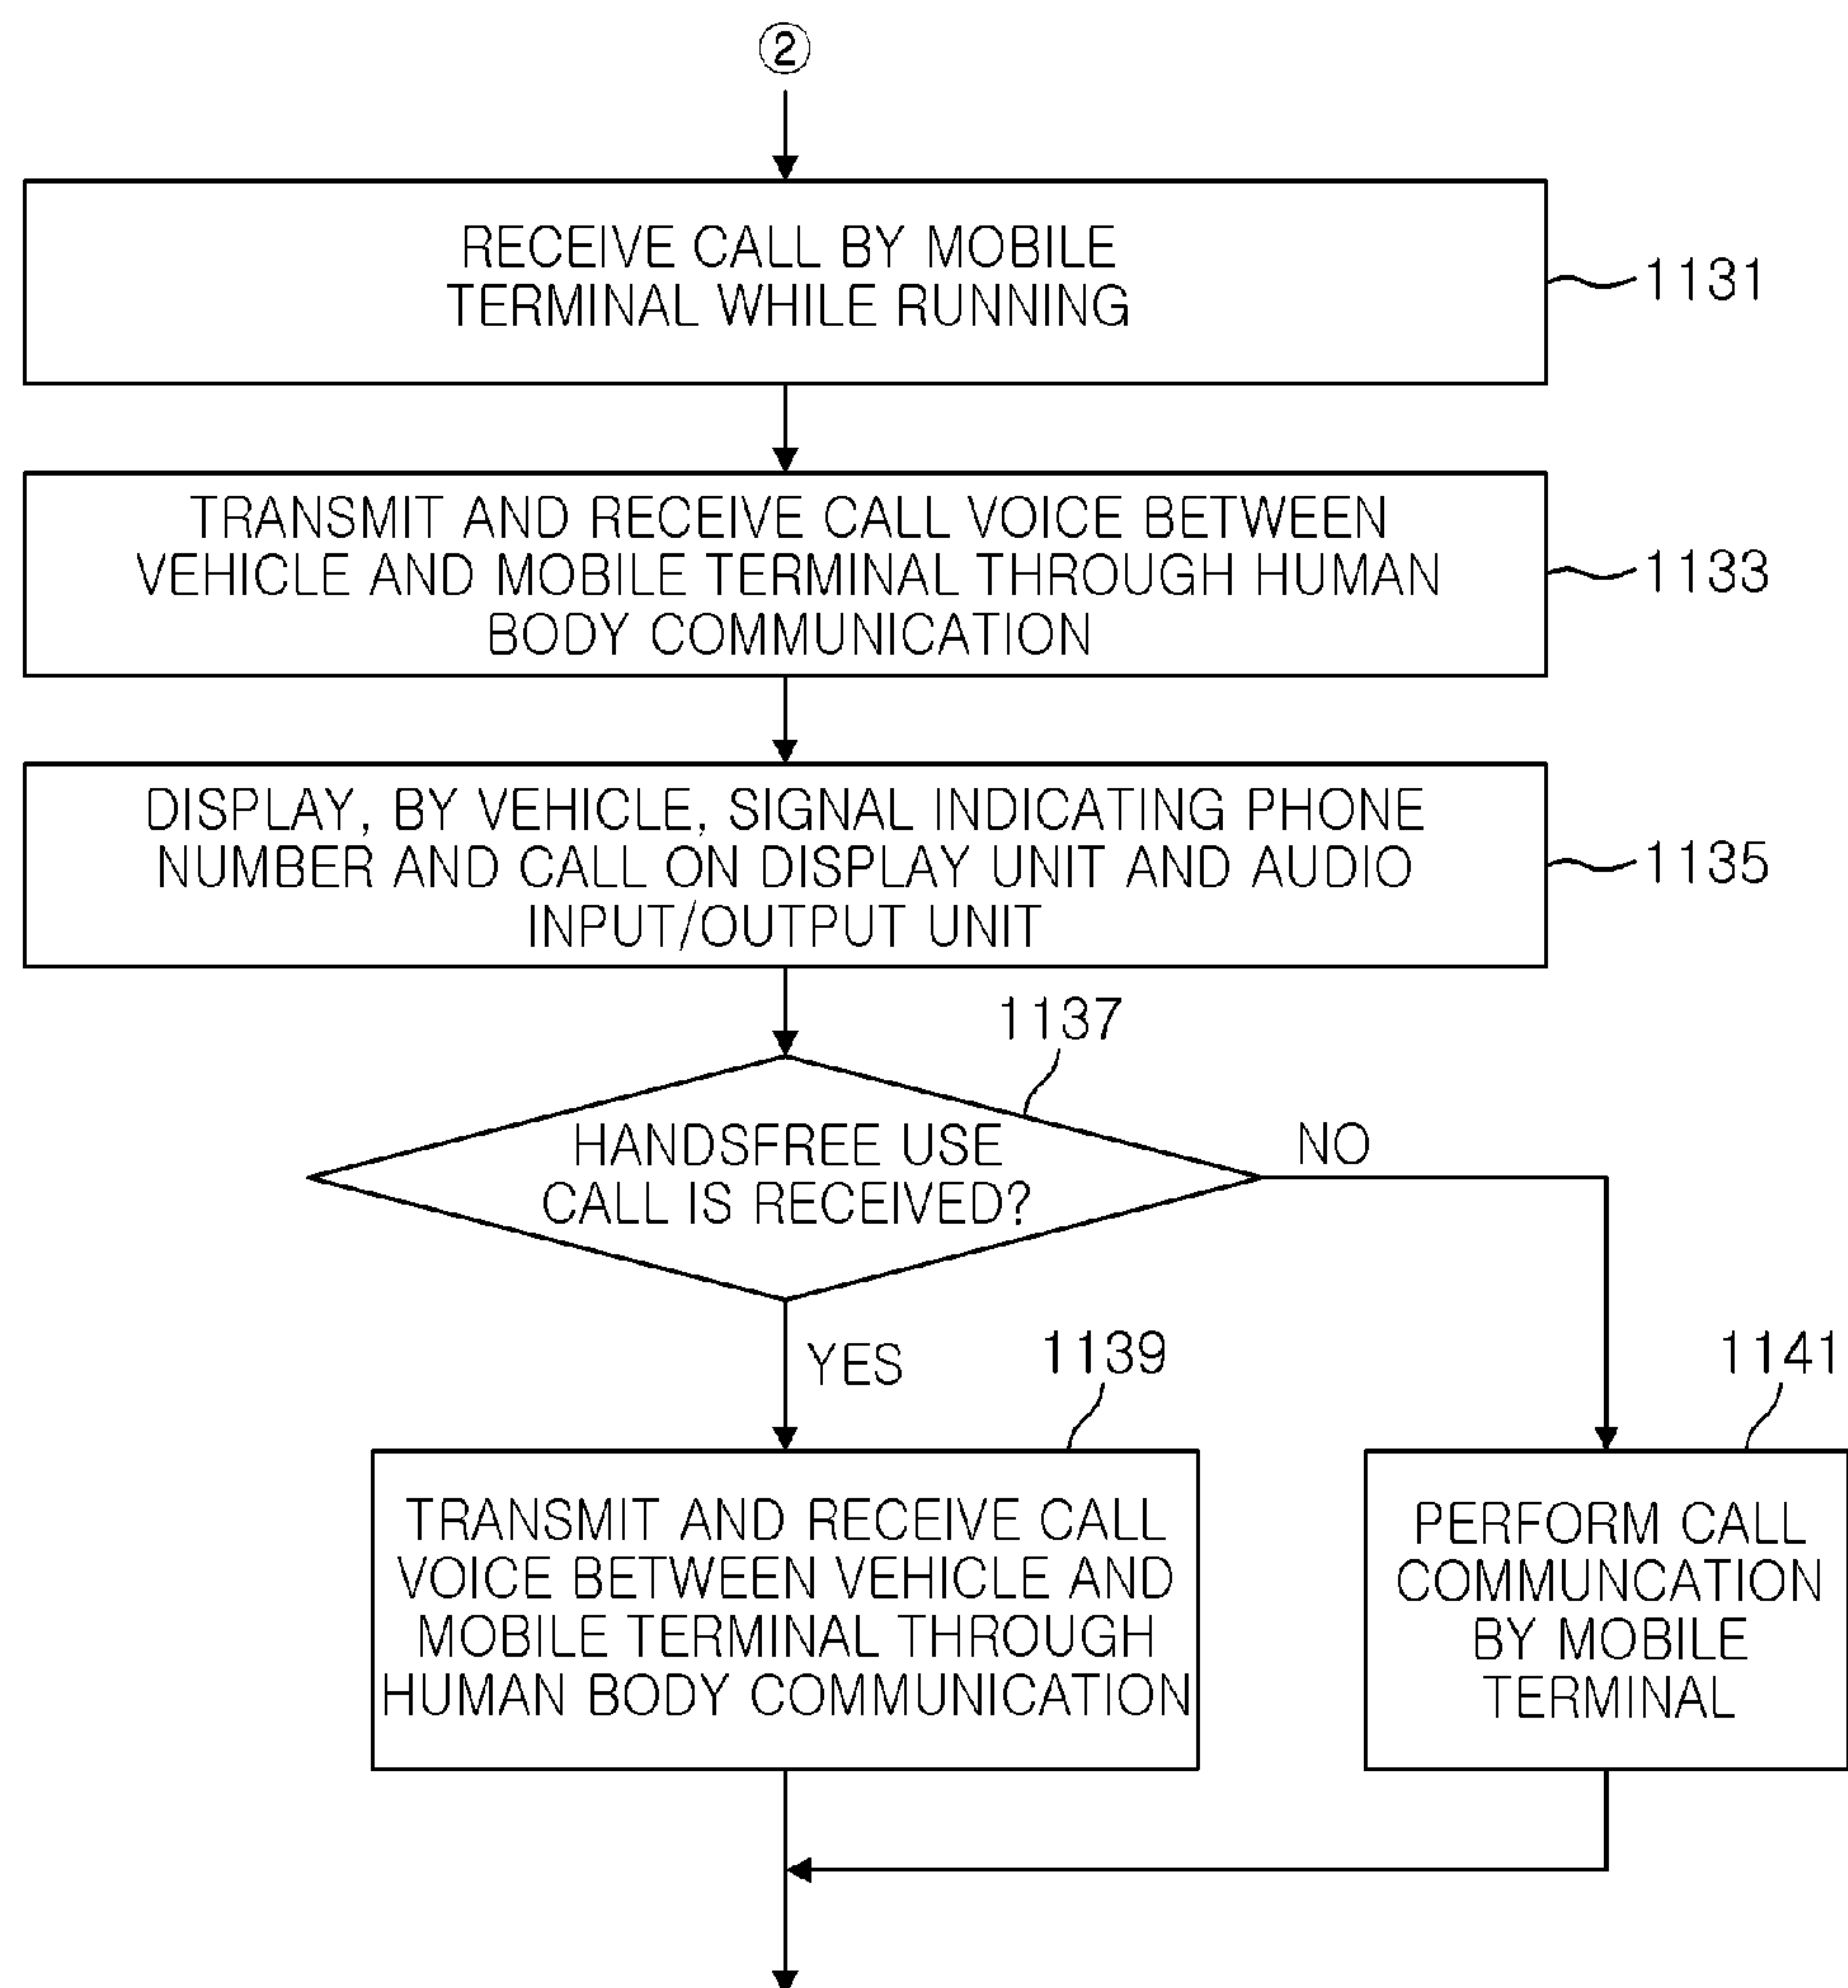 ②
RECEIVE CALL BY MOBILE
TERMINAL WHILE RUNNING
1131
TRANSMIT AND RECEIVE CALL VOICE BETWEEN
VEHICLE AND MOBILE TERMINAL THROUGH HUMAN
BODY COMMUNICATION
1133
DISPLAY, BY VEHICLE, SIGNAL INDICATING PHONE
NUMBER AND CALL ON DISPLAY UNIT AND AUDIO
INPUT/OUTPUT UNIT
1135
1137
HANDSFREE USE
CALL IS RECEIVED?
NO
YES
1139
TRANSMIT AND RECEIVE CALL
VOICE BETWEEN VEHICLE AND
MOBILE TERMINAL THROUGH
HUMAN BODY COMMUNICATION
1141
PERFORM CALL
COMMUNCATION
BY MOBILE
TERMINAL